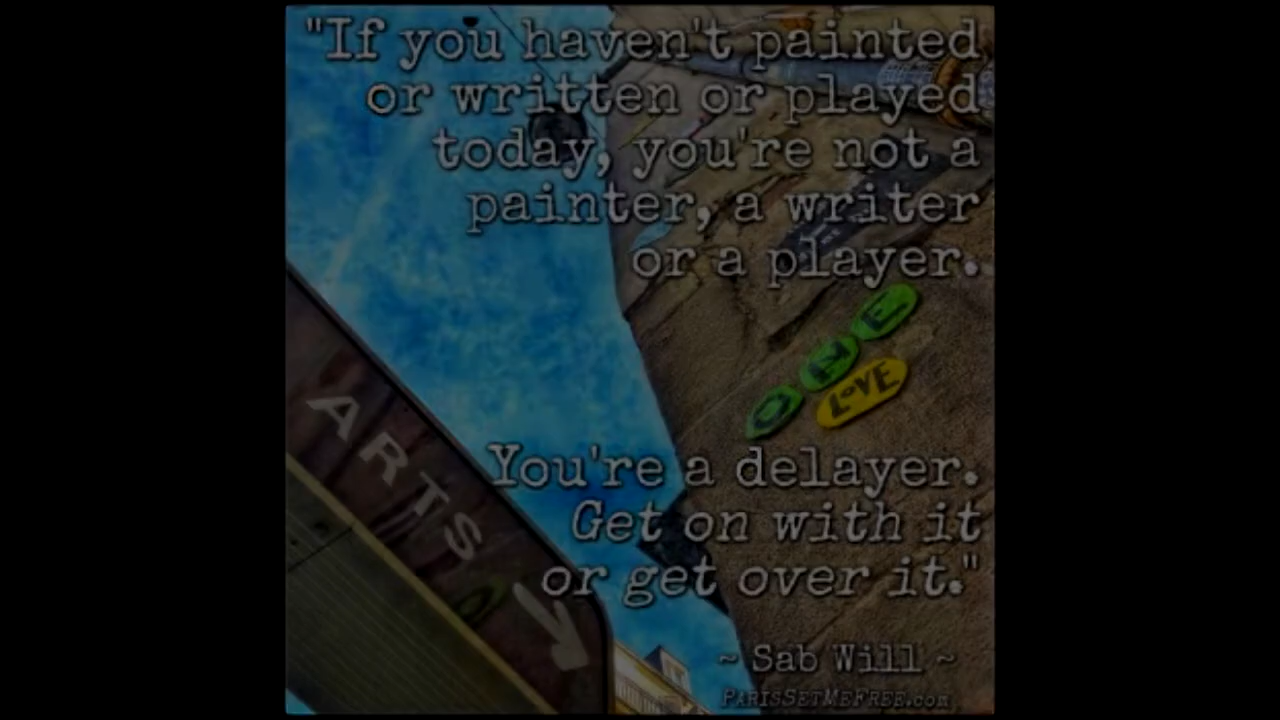 "If you haven't painted
or written or played
today, you're not a
painter, a writer
or a player.
ONE
LOVE
ARTS
You're a delayer.
Get on with it
or get over it."
~ Sab Will ~
PARISSETMEFREE.com